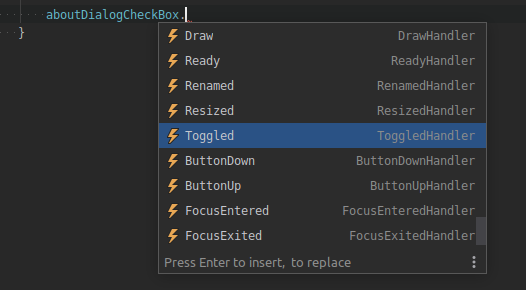 aboutDialogCheckBox.
}
Draw DrawHandler
Ready ReadyHandler
Renamed RenamedHandler
Resized ResizedHandler
Toggled ToggledHandler
ButtonDown ButtonDownHandler
ButtonUp ButtonUpHandler
FocusEntered FocusEnteredHandler
FocusExited FocusExitedHandler
Press Enter to insert, to replace